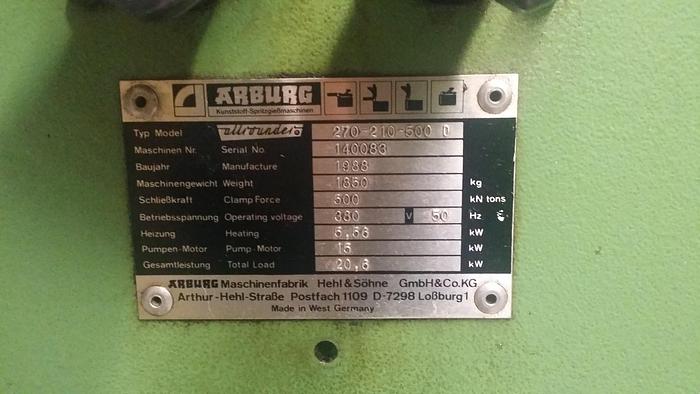 ARBURG
Kunststoff-Spritzgießmaschinen
Typ Model allrounder 270-210-500 D
Maschinen Nr. Serial No. 140083
Baujahr Manufacture 1988
Maschinengewicht Weight 1850 kg
Schließkraft Clamp Force 500 kN tons
Betriebsspannung Operating voltage 380 V 50 Hz
Heizung Heating 5,56 kW
Pumpen-Motor Pump-Motor 15 kW
Gesamtleistung Total Load 20,6 kW
ARBURG Maschinenfabrik Hehl & Söhne GmbH & Co.KG
Arthur-Hehl-Straße Postfach 1109 D-7298 Loßburg 1
Made in West Germany